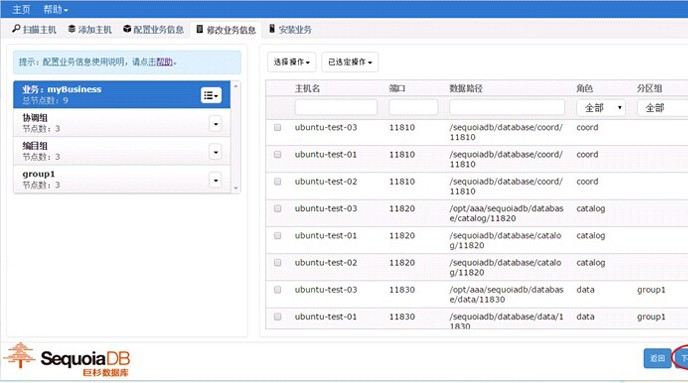 主页 帮助
扫描主机 添加主机 配置业务信息 修改业务信息 安装业务
提示：配置业务信息使用说明，请点击帮助。
业务：myBusiness
总节点数：9
协调组
节点数：3
编目组
节点数：3
group1
节点数：3
选择操作 已选定操作
主机名 端口 数据路径 角色 分区组
全部 全部
ubuntu-test-03 11810 /sequoiadb/database/coord/ coord
11810
ubuntu-test-01 11810 /sequoiadb/database/coord/ coord
11810
ubuntu-test-02 11810 /sequoiadb/database/coord/ coord
11810
ubuntu-test-03 11820 /opt/aaa/sequoiadb/databas catalog
e/catalog/11820
ubuntu-test-01 11820 /sequoiadb/database/catalo catalog
g/11820
ubuntu-test-02 11820 /sequoiadb/database/catalo catalog
g/11820
ubuntu-test-03 11830 /opt/aaa/sequoiadb/databas data group1
e/data/11830
ubuntu-test-01 11830 /sequoiadb/database/data/1 data group1
1830
SequoiaDB
巨杉数据库
返回 下